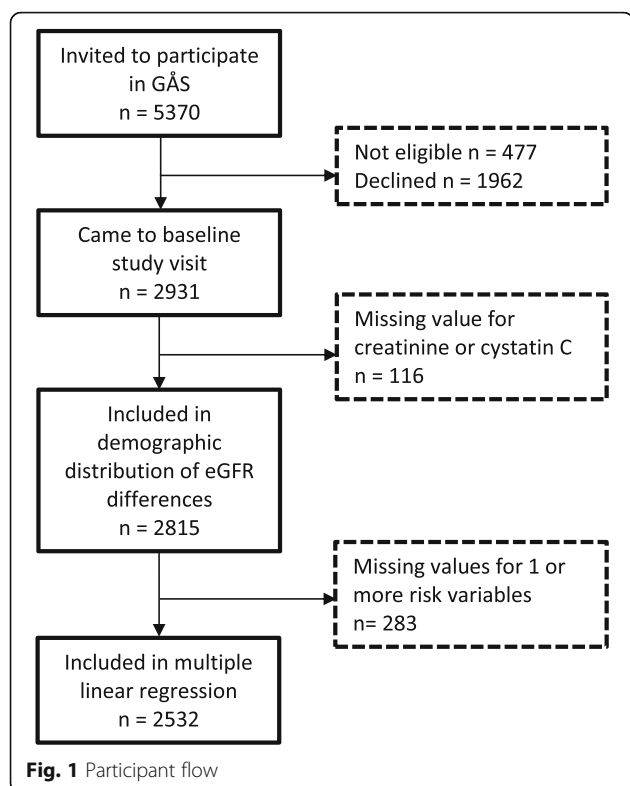 Invited to participate
in GÅS
n = 5370
Not eligible n = 477
Declined n = 1962
Came to baseline
study visit
n = 2931
Missing value for
creatinine or cystatin C
n = 116
Included in
demographic
distribution of eGFR
differences
n = 2815
Missing values for 1 or
more risk variables
n= 283
Included in multiple
linear regression
n = 2532
Fig. 1 Participant flow